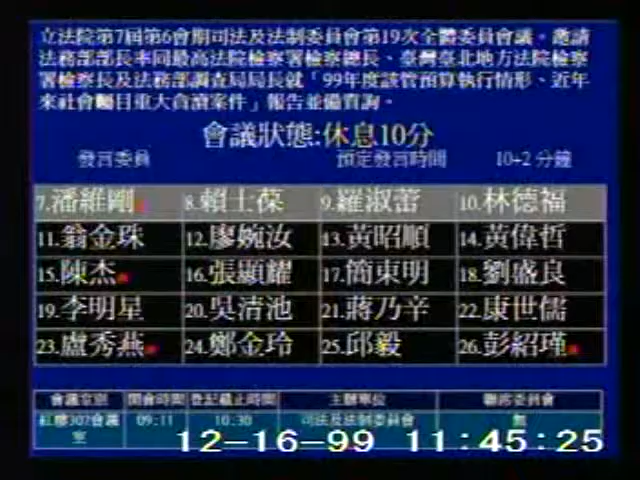 立法院第7屆第6會期司法及法制委員會第19次全體委員會議。邀請
法務部部長率同最高法院檢察署檢察總長、臺灣臺北地方法院檢察
署檢察長及法務部調查局局長就「99年度該管預算執行情形、近年
來社會矚目重大貪瀆案件」報告並備質詢。
會議狀態:休息10分
發言委員 預定發言時間 10+2 分鐘
7.潘維剛 8.賴士葆 9.羅淑蕾 10.林德福
11.翁金珠 12.廖婉汝 13.黃昭順 14.黃偉哲
15.陳杰 16.張顯耀 17.簡東明 18.劉盛良
19.李明星 20.吳清池 21.蔣乃辛 22.康世儒
23.盧秀燕 24.鄭金玲 25.邱毅 26.彭紹瑾
會議室別 開會時間 登記截止時間 主辦單位 聯席委員會
紅樓302會議 09:11 10:30 司法及法制委員會 無
室
12-16-99 11:45:25